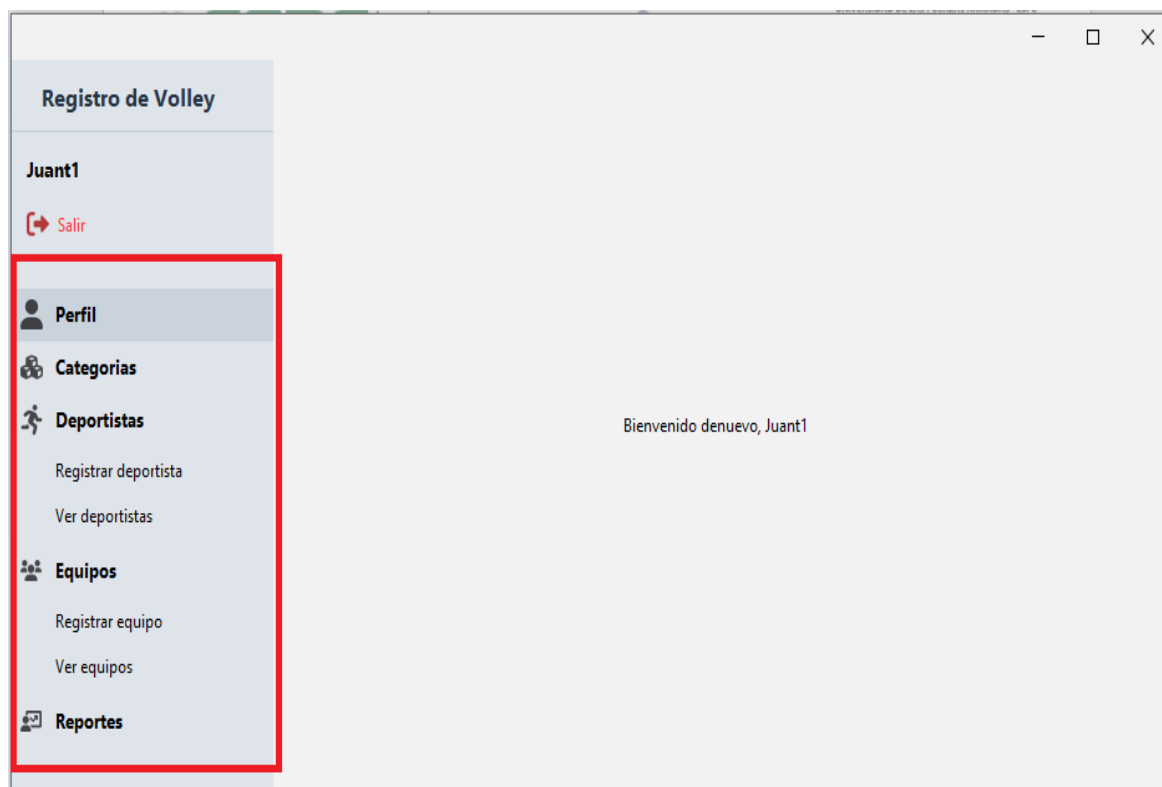 Registro de Volley
Juant1
Salir
Perfil
Categorias
Deportistas
Registrar deportista
Ver deportistas
Equipos
Registrar equipo
Ver equipos
Reportes
Bienvenido denuevo, Juant1